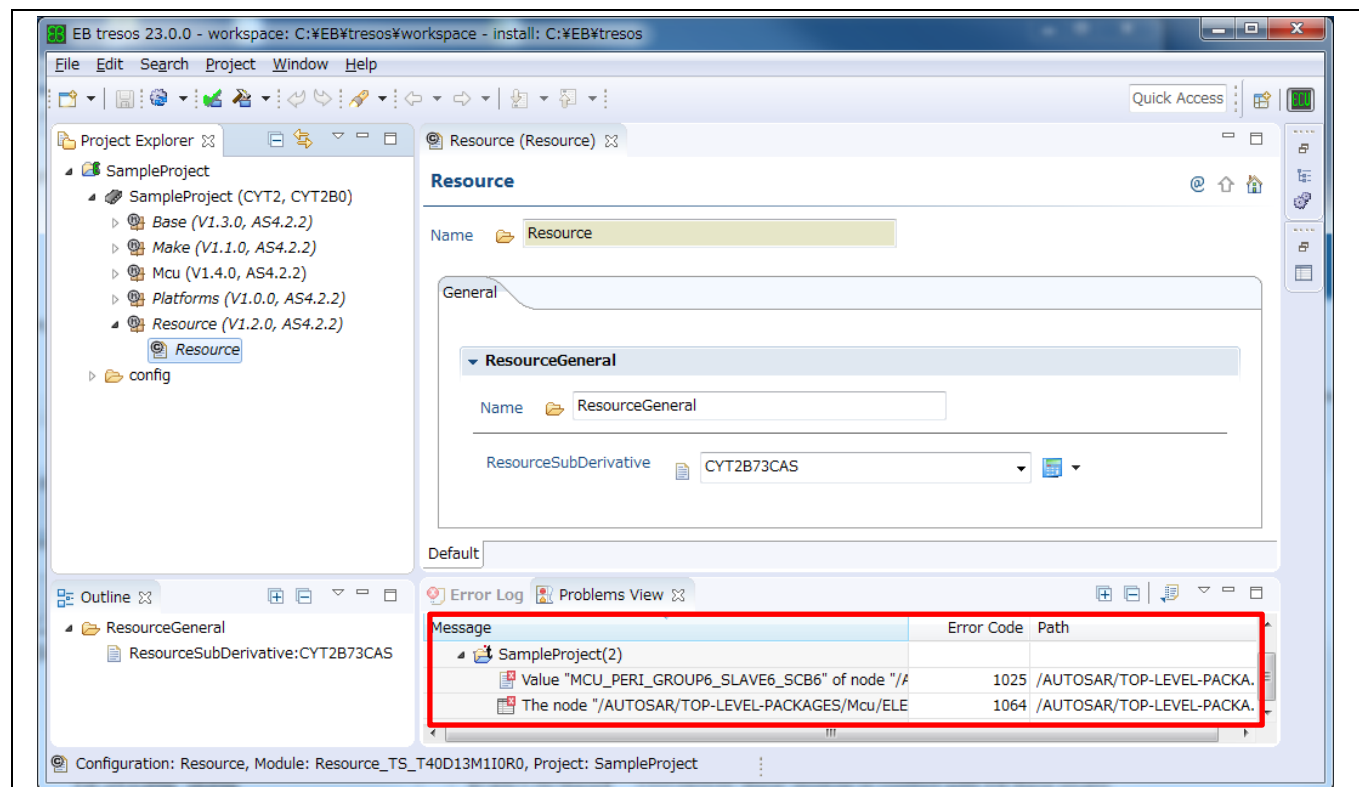 EB tresos 23.0.0 - workspace: C:¥EB¥tresos¥workspace - install: C:¥EB¥tresos
File Edit Search Project Window Help
Quick Access
Project Explorer
SampleProject
SampleProject (CYT2, CYT2B0)
Base (V1.3.0, AS4.2.2)
Make (V1.1.0, AS4.2.2)
Mcu (V1.4.0, AS4.2.2)
Platforms (V1.0.0, AS4.2.2)
Resource (V1.2.0, AS4.2.2)
Resource
config
Resource (Resource)
Resource
Name Resource
General
ResourceGeneral
Name ResourceGeneral
ResourceSubDerivative CYT2B73CAS
Default
Outline
ResourceGeneral
ResourceSubDerivative:CYT2B73CAS
Error Log Problems View
Message Error Code Path
SampleProject(2)
Value "MCU_PERI_GROUP6_SLAVE6_SCB6" of node "/A 1025 /AUTOSAR/TOP-LEVEL-PACKA.
The node "/AUTOSAR/TOP-LEVEL-PACKAGES/Mcu/ELE 1064 /AUTOSAR/TOP-LEVEL-PACKA.
Configuration: Resource, Module: Resource_TS_T40D13M1I0R0, Project: SampleProject